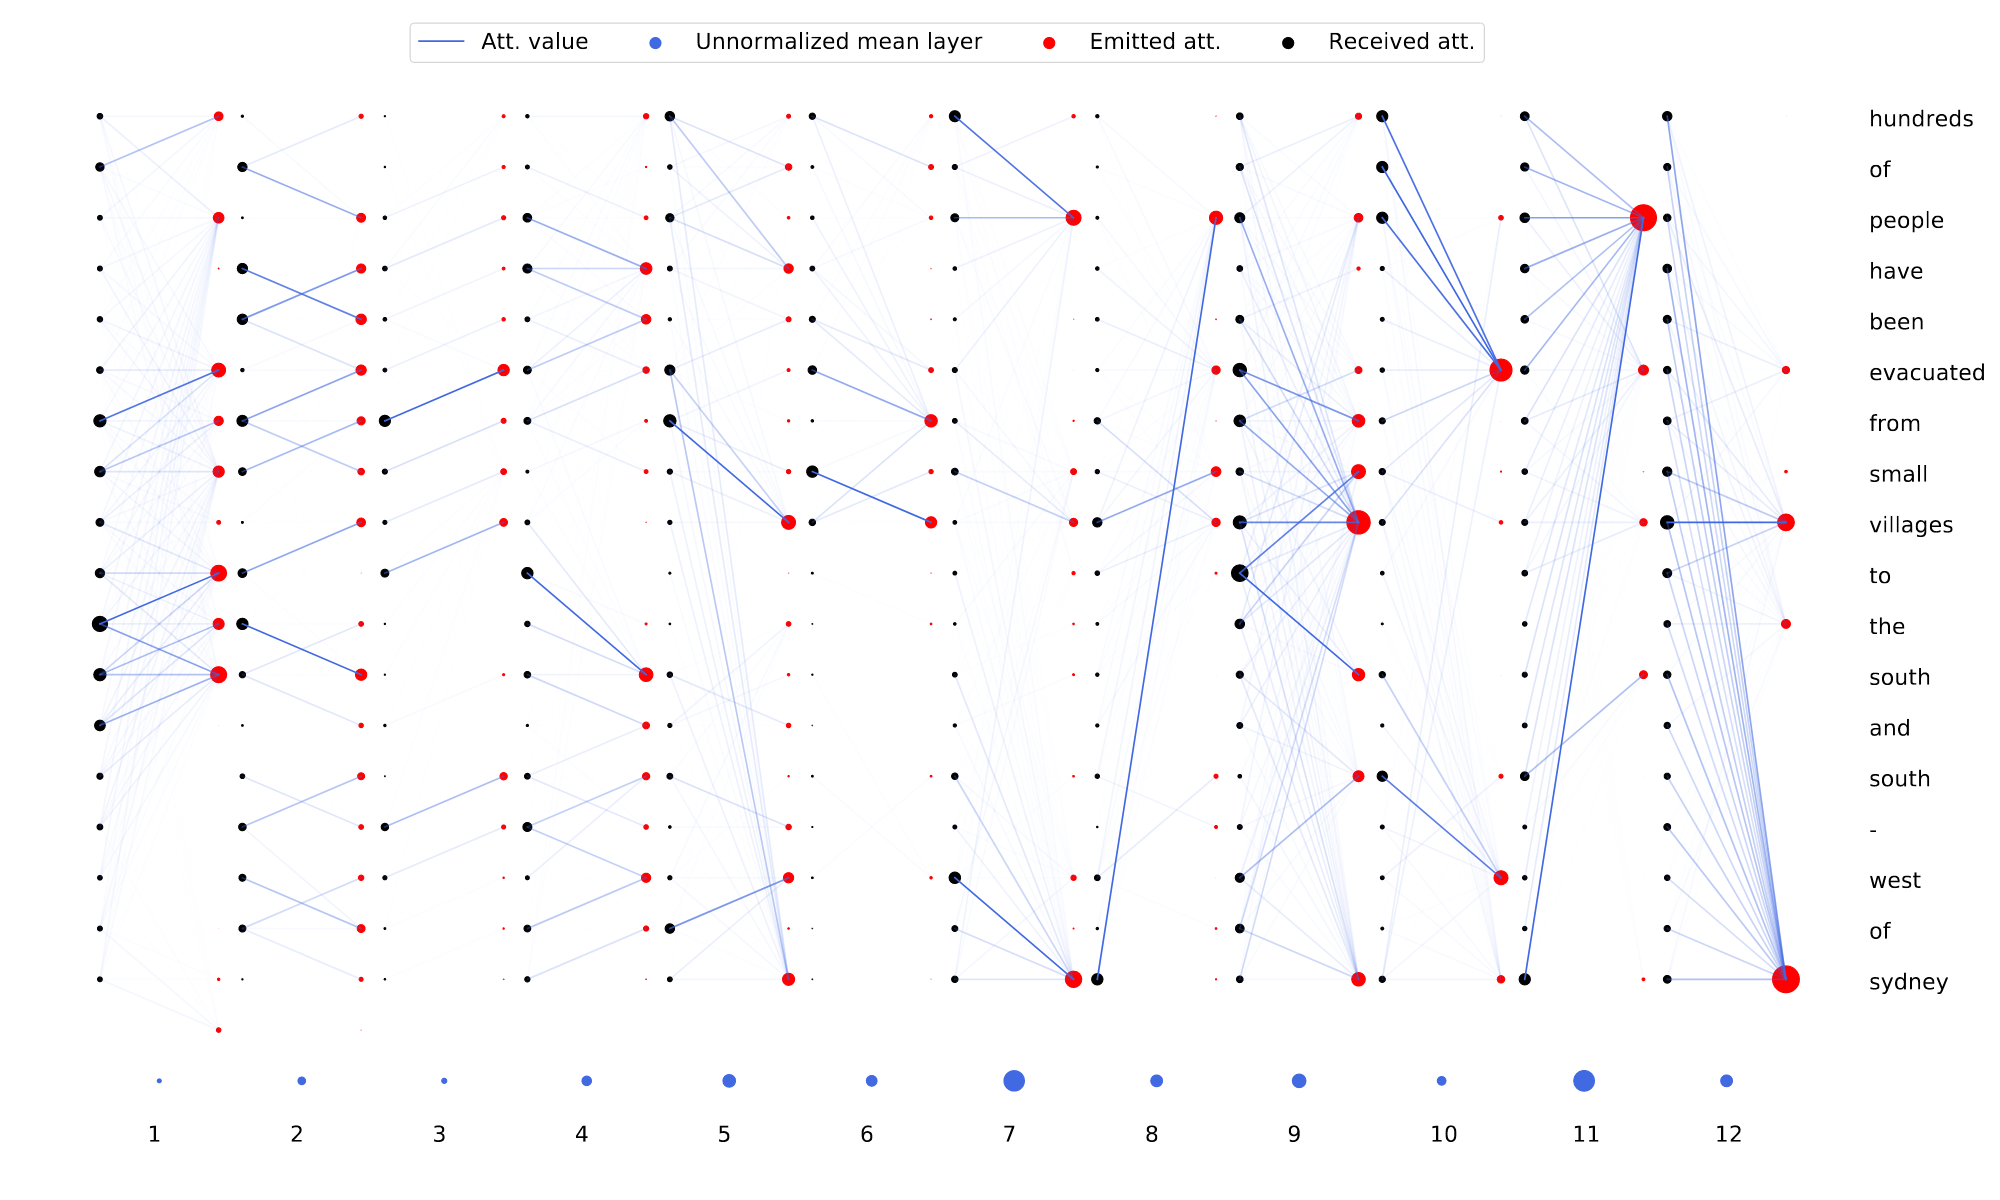 Att. value Unnormalized mean layer Emitted att. Received att.
hundreds
of
people
have
been
evacuated
from
small
villages
to
the
south
and
south
-
west
of
sydney
1 2 3 4 5 6 7 8 9 10 11 12